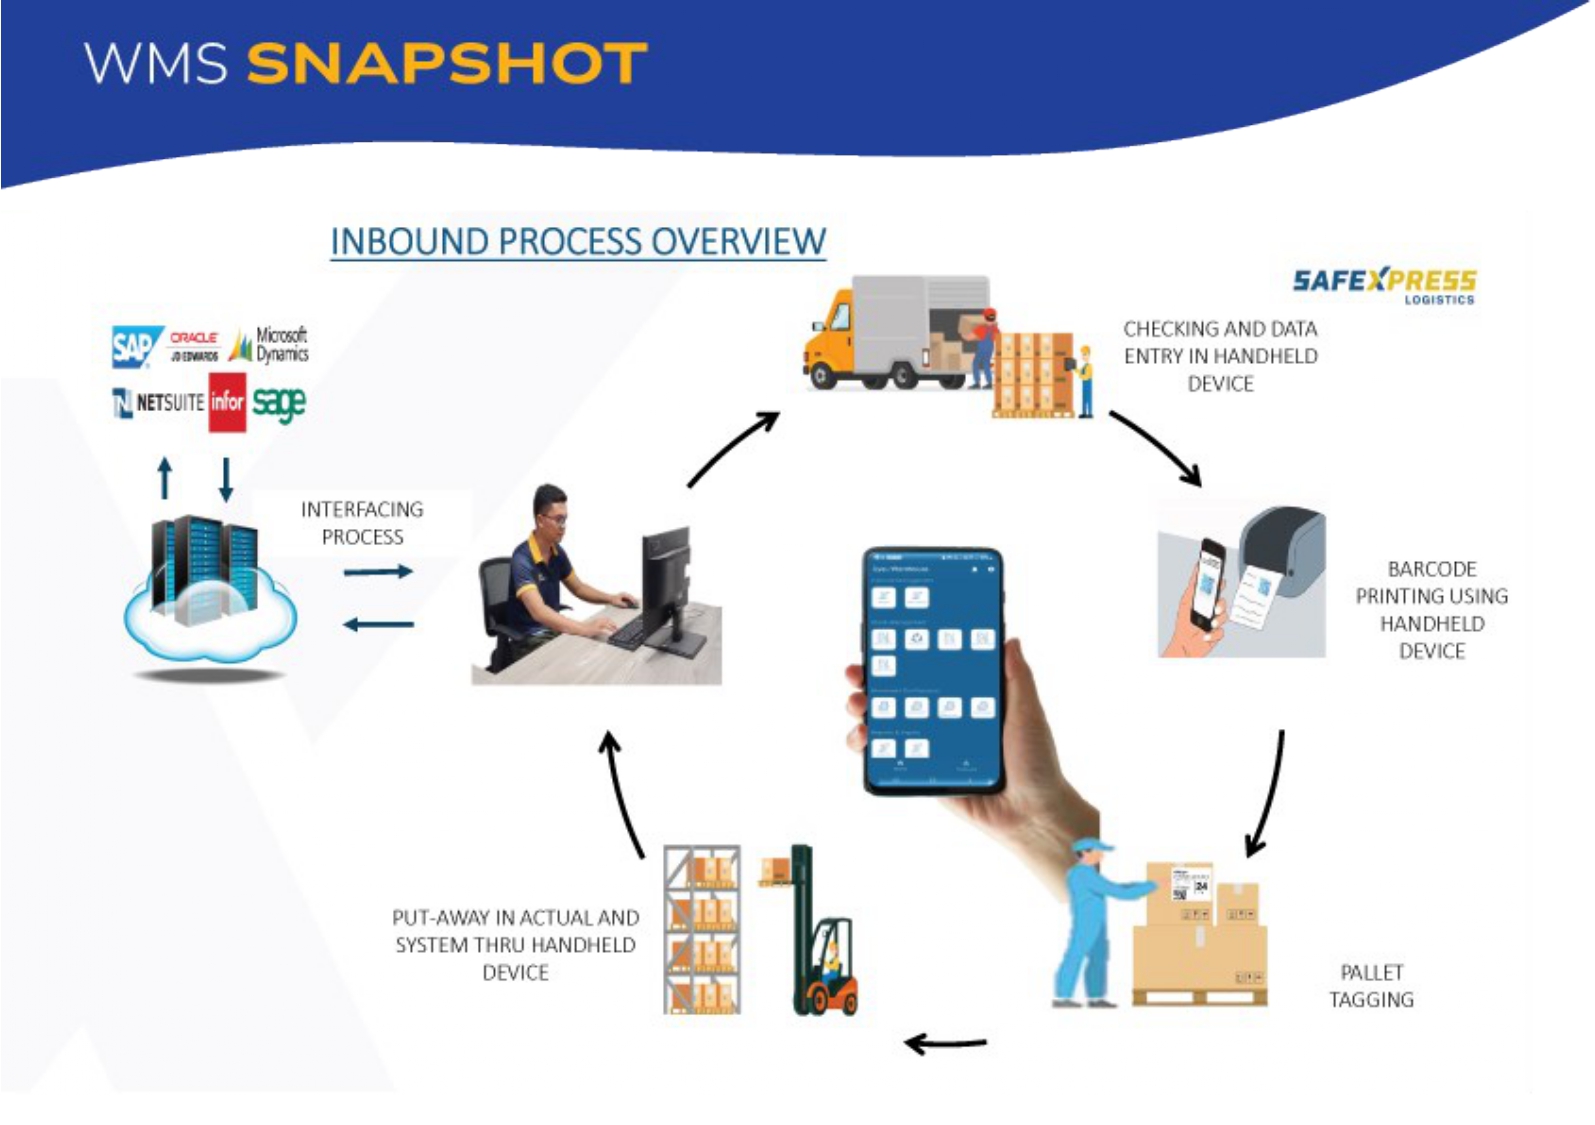 WMS SNAPSHOT
INBOUND PROCESS OVERVIEW
SAFEXPRESS
LOGISTICS
SAP
ORACLE
JD EDWARDS
Microsoft
Dynamics
N NETSUITE
infor
sage
CHECKING AND DATA
ENTRY IN HANDHELD
DEVICE
INTERFACING
PROCESS
BARCODE
PRINTING USING
HANDHELD
DEVICE
24
PUT-AWAY IN ACTUAL AND
SYSTEM THRU HANDHELD
DEVICE
PALLET
TAGGING